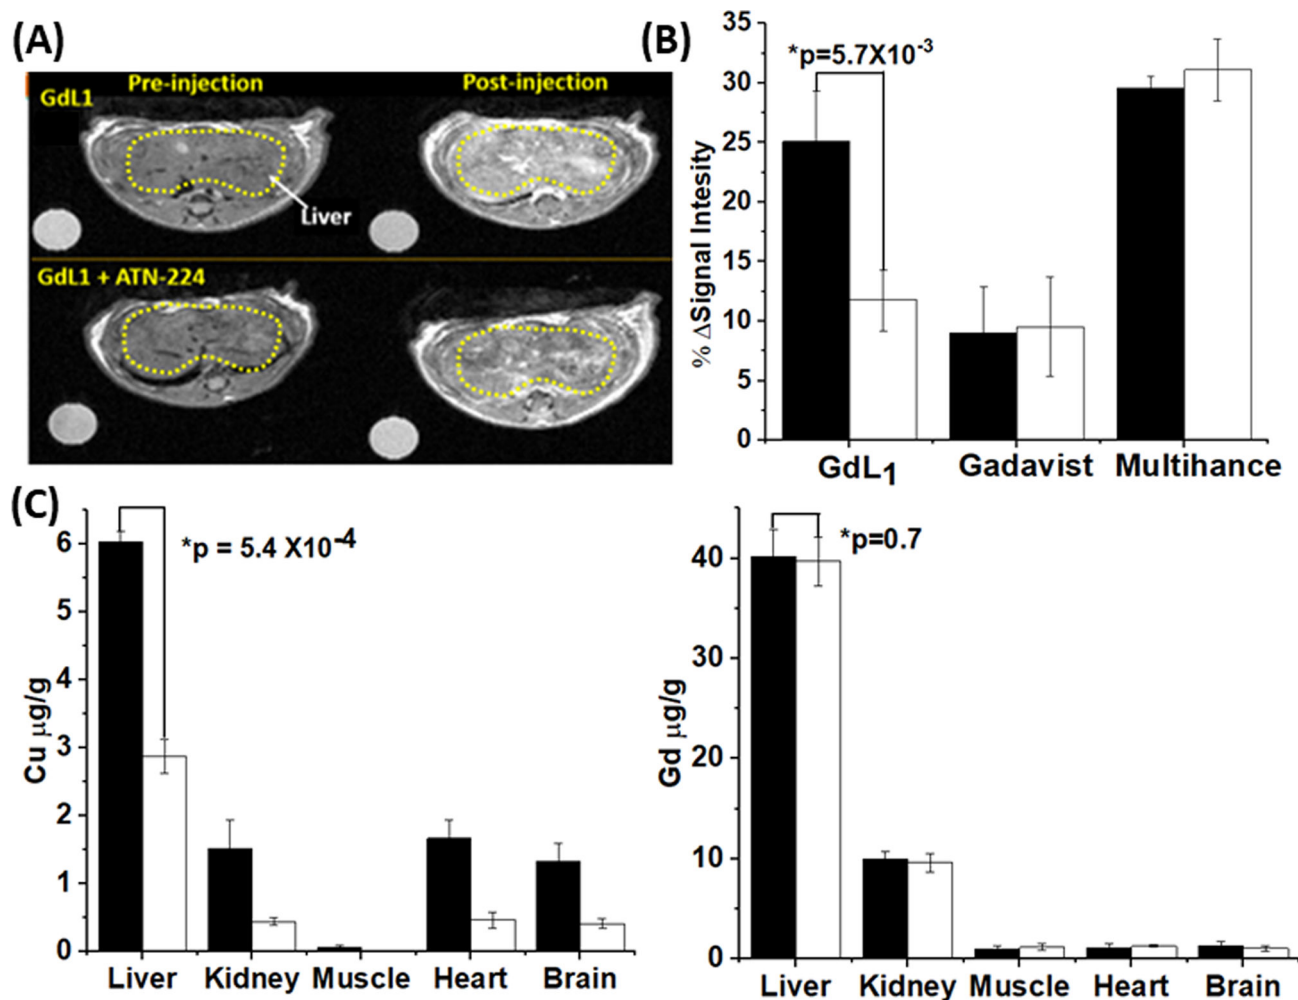 (A)
Pre-injection Post-injection
GdL1
Liver
GdL1 + ATN-224
(B)
35
30
25
20
15
10
5
0
% ΔSignal Intesity
*p=5.7X10-3
GdL1 Gadavist Multihance
(C)
6
5
4
3
2
1
0
Cu μg/g
*p = 5.4 X10-4
Liver Kidney Muscle Heart Brain
40
30
20
10
0
Gd μg/g
*p=0.7
Liver Kidney Muscle Heart Brain